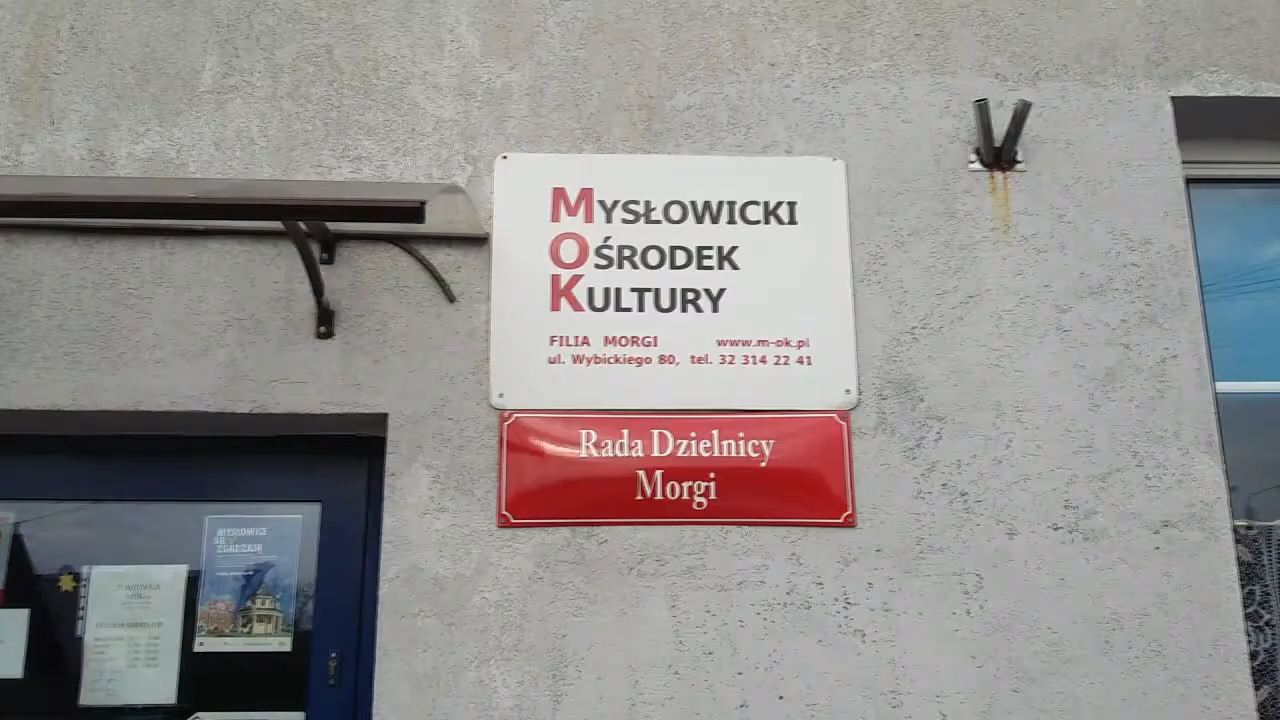 MYSŁOWICKI
OŚRODEK
KULTURY
FILIA MORGI www.m-ok.pl
ul. Wybickiego 80, tel. 32 314 22 41
Rada Dzielnicy
Morgi
MYSŁOWICE